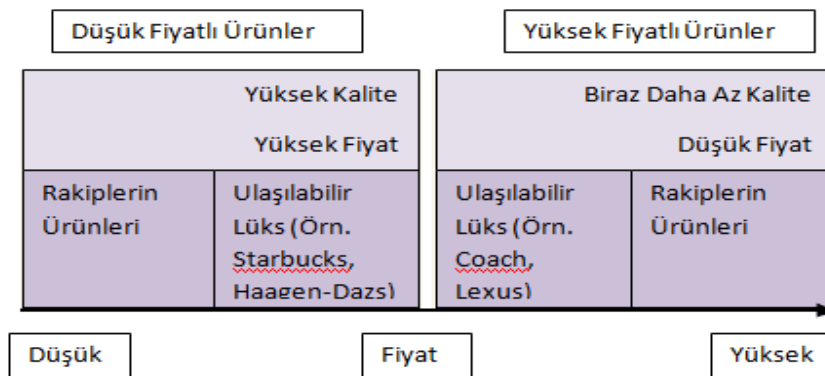 Düşük Fiyatlı Ürünler
Yüksek Fiyatlı Ürünler
Yüksek Kalite
Yüksek Fiyat
Biraz Daha Az Kalite
Düşük Fiyat
Rakiplerin
Ürünleri
Ulaşılabilir
Lüks (Örn.
Starbucks,
Haagen-Dazs)
Ulaşılabilir
Lüks (Örn.
Coach,
Lexus)
Rakiplerin
Ürünleri
Düşük
Fiyat
Yüksek